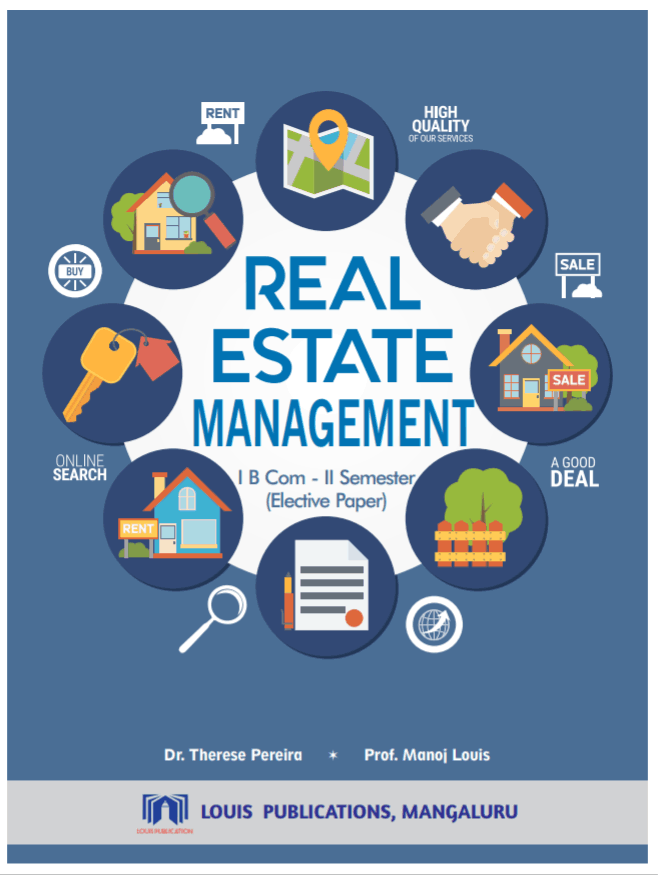 RENT
HIGH
QUALITY
OF OUR SERVICES
BUY
SALE
REAL
ESTATE
MANAGEMENT
SALE
ONLINE
SEARCH
I B Com - II Semester
(Elective Paper)
A GOOD
DEAL
RENT
Dr. Therese Pereira * Prof. Manoj Louis
LOUIS PUBLICATION
LOUIS PUBLICATIONS, MANGALURU